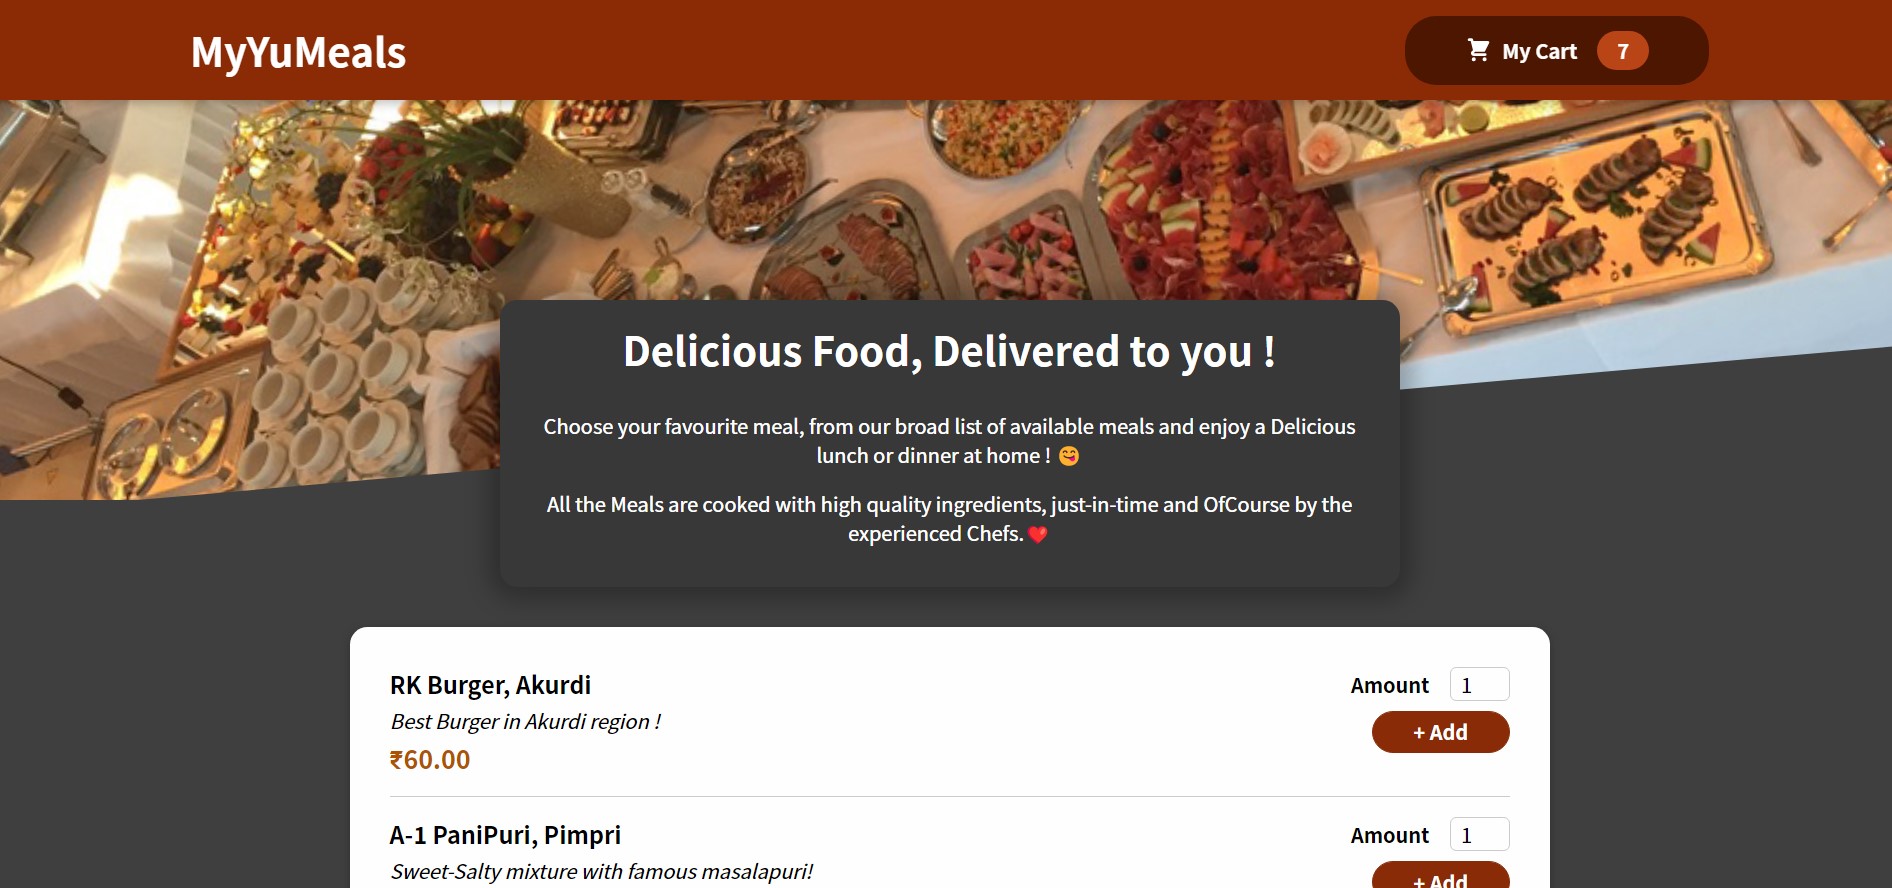 MyYuMeals
My Cart 7
Delicious Food, Delivered to you !
Choose your favourite meal, from our broad list of available meals and enjoy a Delicious
lunch or dinner at home ! 😋
All the Meals are cooked with high quality ingredients, just-in-time and OfCourse by the
experienced Chefs.❤️
RK Burger, Akurdi
Amount 1
Best Burger in Akurdi region !
+ Add
₹60.00
A-1 PaniPuri, Pimpri
Amount 1
Sweet-Salty mixture with famous masalapuri!
+ Add